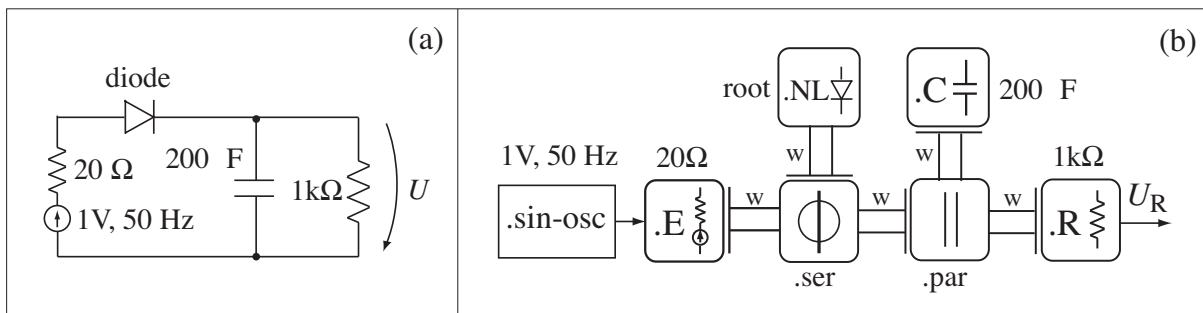 (a)
diode
20 Ω
200 F
1kΩ
U
1V, 50 Hz
(b)
root
.NL
.C
200 F
w
w
1V, 50 Hz
20Ω
1kΩ
.sin-osc
.E
w
w
w
.R
U_R
.ser
.par